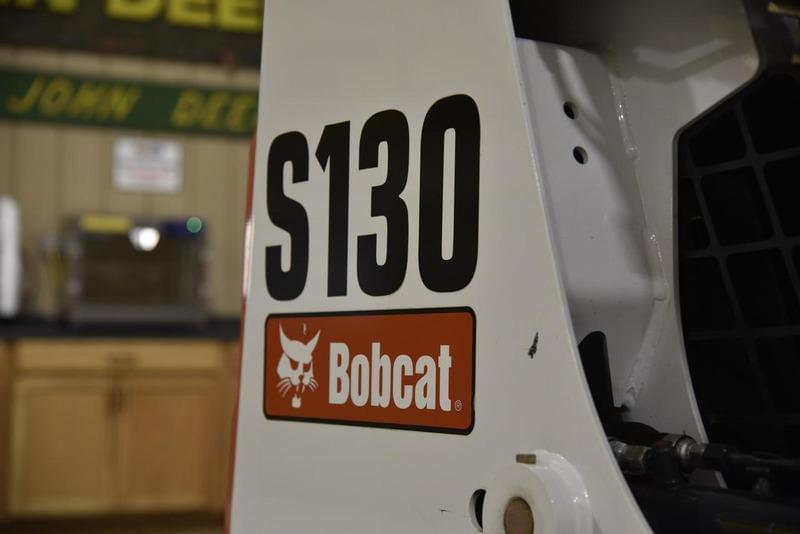 JOHN DEERE
S130
Bobcat®